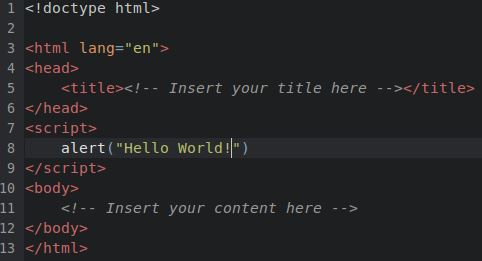 1 <!doctype html>
2
3 <html lang="en">
4 <head>
5     <title><!-- Insert your title here --></title>
6 </head>
7 <script>
8     alert("Hello World!")
9 </script>
10 <body>
11     <!-- Insert your content here -->
12 </body>
13 </html>